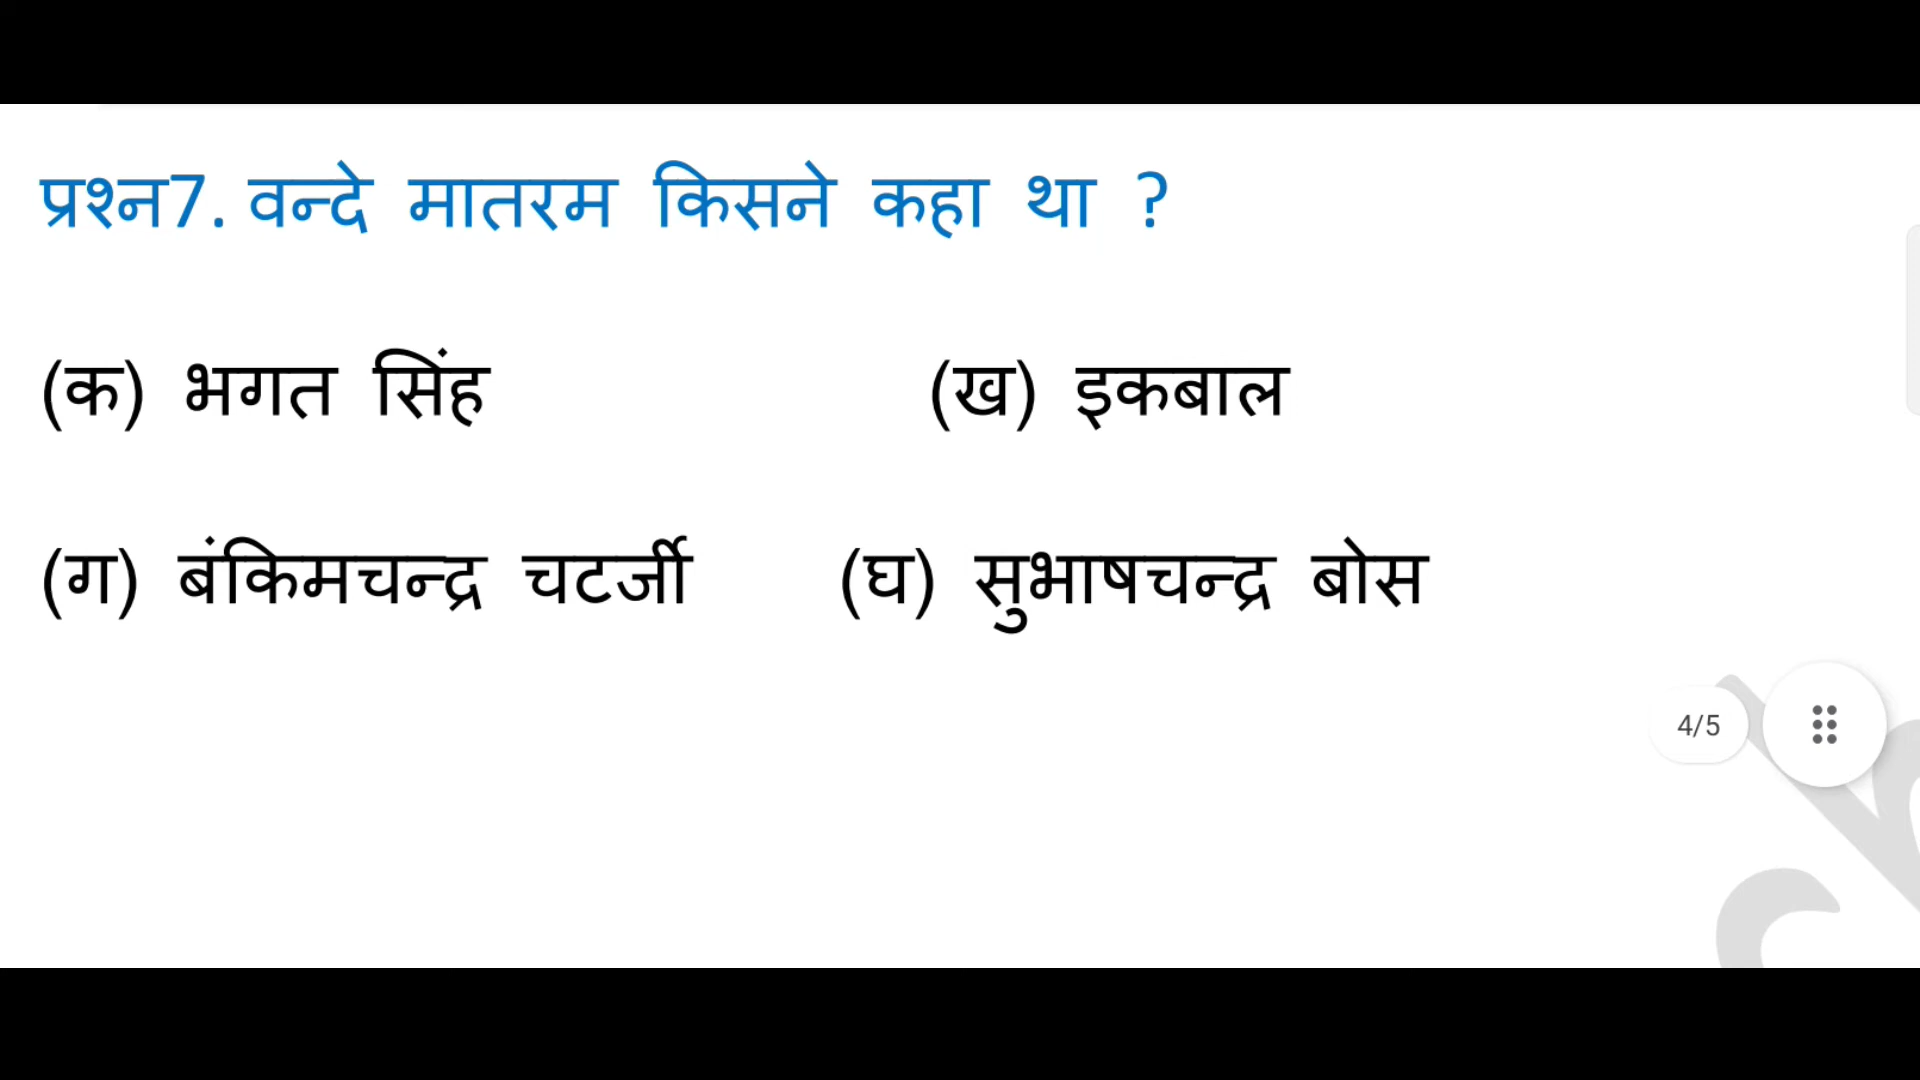 प्रश्न7. वन्दे मातरम किसने कहा था ?
(क) भगत सिंह (ख) इकबाल
(ग) बंकिमचन्द्र चटर्जी (घ) सुभाषचन्द्र बोस
4/5